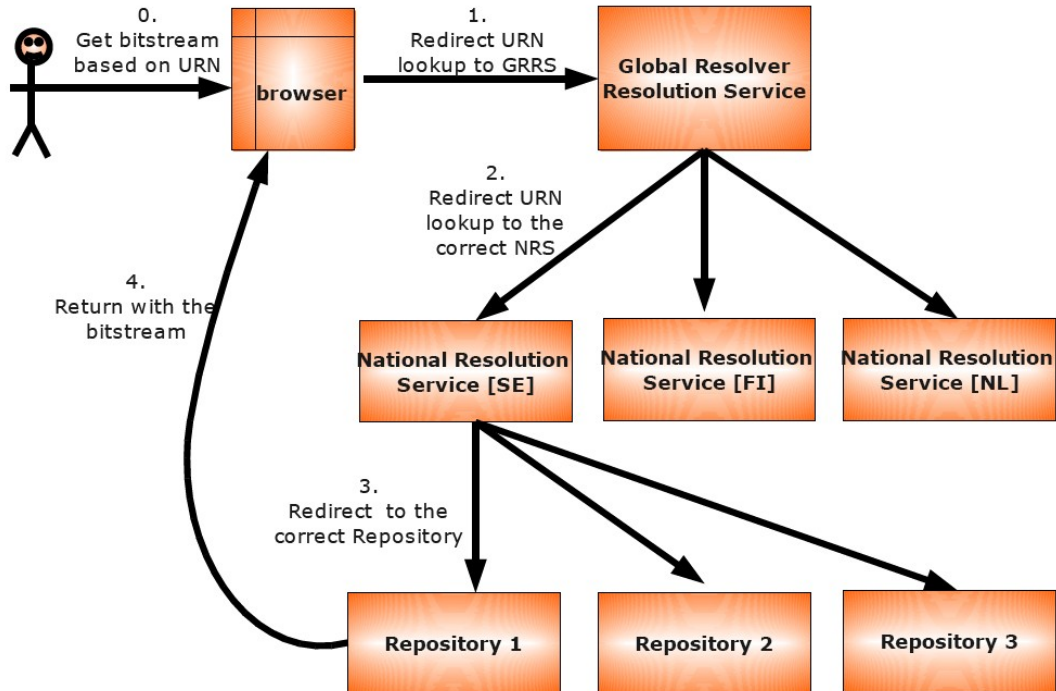 0.
Get bitstream
based on URN
browser
1.
Redirect URN
lookup to GRRS
Global Resolver
Resolution Service
2.
Redirect URN
lookup to the
correct NRS
4.
Return with the
bitstream
National Resolution
Service [SE]
National Resolution
Service [FI]
National Resolution
Service [NL]
3.
Redirect to the
correct Repository
Repository 1
Repository 2
Repository 3